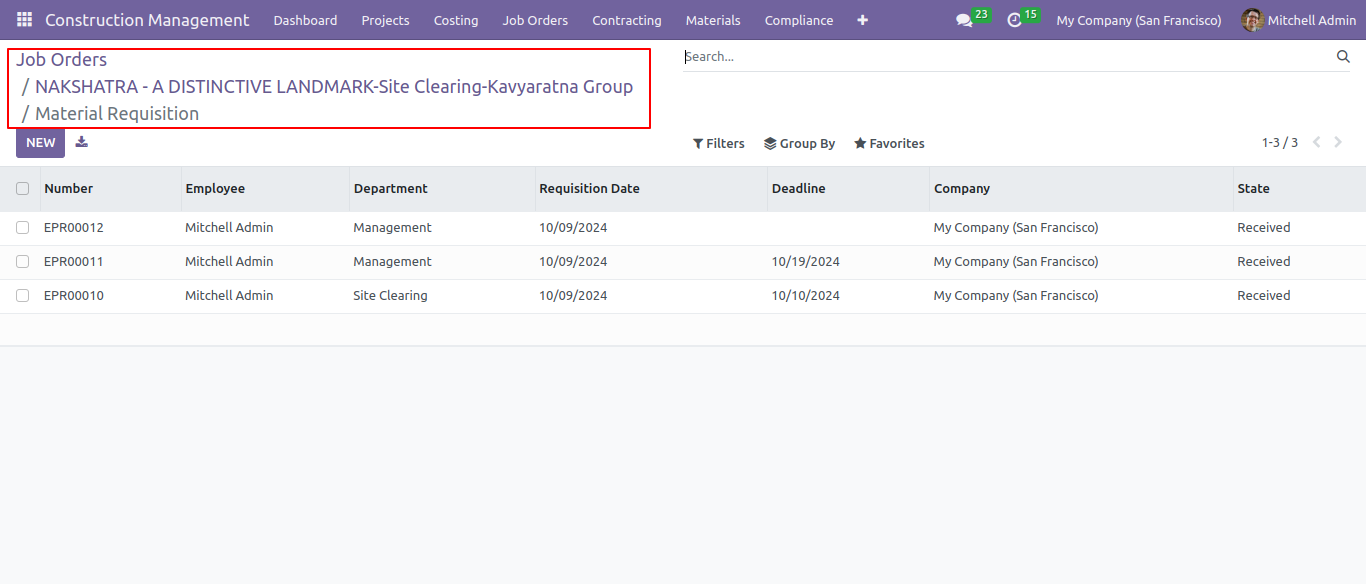 Construction Management Dashboard Projects Costing Job Orders Contracting Materials Compliance + 23 15 My Company (San Francisco) Mitchell Admin
Job Orders
/ NAKSHATRA - A DISTINCTIVE LANDMARK-Site Clearing-Kavyaratna Group
/ Material Requisition
Search...
NEW
Filters Group By Favorites 1-3 / 3
Number Employee Department Requisition Date Deadline Company State
EPR00012 Mitchell Admin Management 10/09/2024 My Company (San Francisco) Received
EPR00011 Mitchell Admin Management 10/09/2024 10/19/2024 My Company (San Francisco) Received
EPR00010 Mitchell Admin Site Clearing 10/09/2024 10/10/2024 My Company (San Francisco) Received